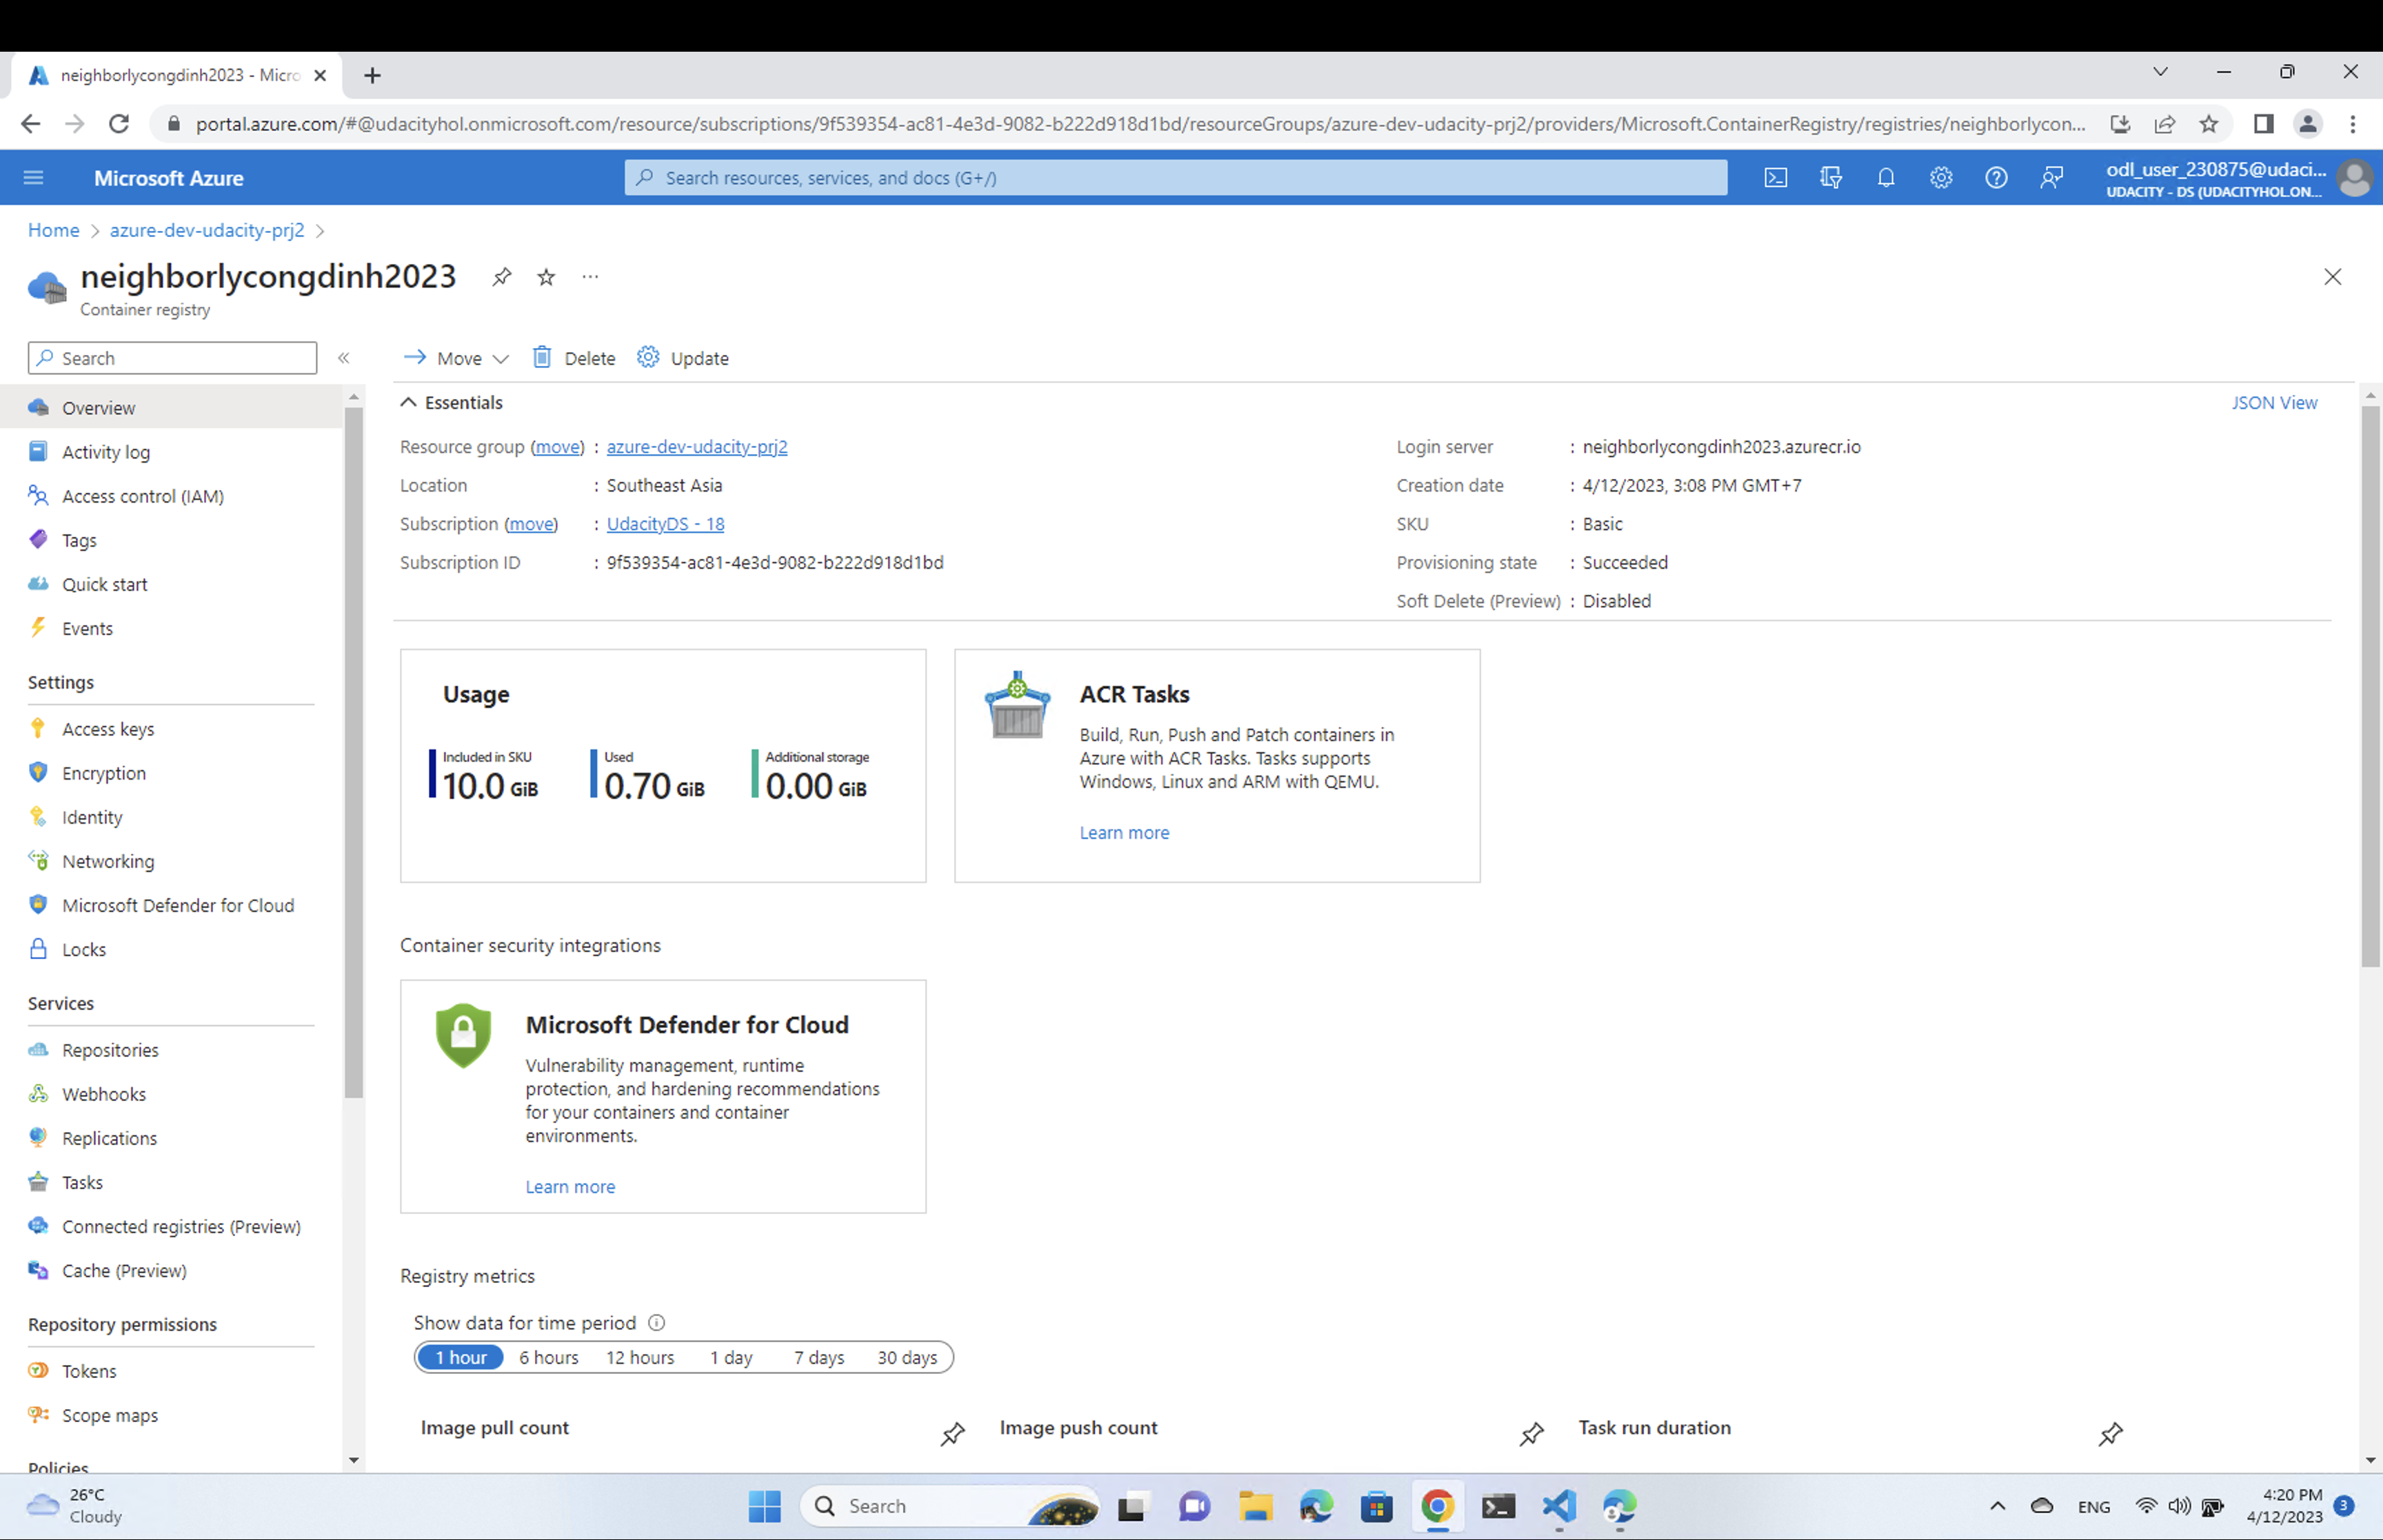 neighborlycongdinh2023 - Micro
portal.azure.com/#@udacityhol.onmicrosoft.com/resource/subscriptions/9f539354-ac81-4e3d-9082-b222d918d1bd/resourceGroups/azure-dev-udacity-prj2/providers/Microsoft.ContainerRegistry/registries/neighborlycon...
Microsoft Azure
Search resources, services, and docs (G+/)
odl_user_230875@udaci...
UDACITY - DS (UDACITYHOL.ON...
Home > azure-dev-udacity-prj2 >
neighborlycongdinh2023 ...
Container registry
Search «
Move Delete Update
Overview
Activity log
Access control (IAM)
Tags
Quick start
Events
Settings
Access keys
Encryption
Identity
Networking
Microsoft Defender for Cloud
Locks
Services
Repositories
Webhooks
Replications
Tasks
Connected registries (Preview)
Cache (Preview)
Repository permissions
Tokens
Scope maps
Policies
Essentials JSON View
Resource group (move) : azure-dev-udacity-prj2
Location : Southeast Asia
Subscription (move) : UdacityDS - 18
Subscription ID : 9f539354-ac81-4e3d-9082-b222d918d1bd
Login server : neighborlycongdinh2023.azurecr.io
Creation date : 4/12/2023, 3:08 PM GMT+7
SKU : Basic
Provisioning state : Succeeded
Soft Delete (Preview) : Disabled
Usage
Included in SKU
10.0 GiB
Used
0.70 GiB
Additional storage
0.00 GiB
ACR Tasks
Build, Run, Push and Patch containers in
Azure with ACR Tasks. Tasks supports
Windows, Linux and ARM with QEMU.
Learn more
Container security integrations
Microsoft Defender for Cloud
Vulnerability management, runtime
protection, and hardening recommendations
for your containers and container
environments.
Learn more
Registry metrics
Show data for time period
1 hour 6 hours 12 hours 1 day 7 days 30 days
Image pull count
Image push count
Task run duration
26°C
Cloudy
Search
ENG
4:20 PM
4/12/2023
3